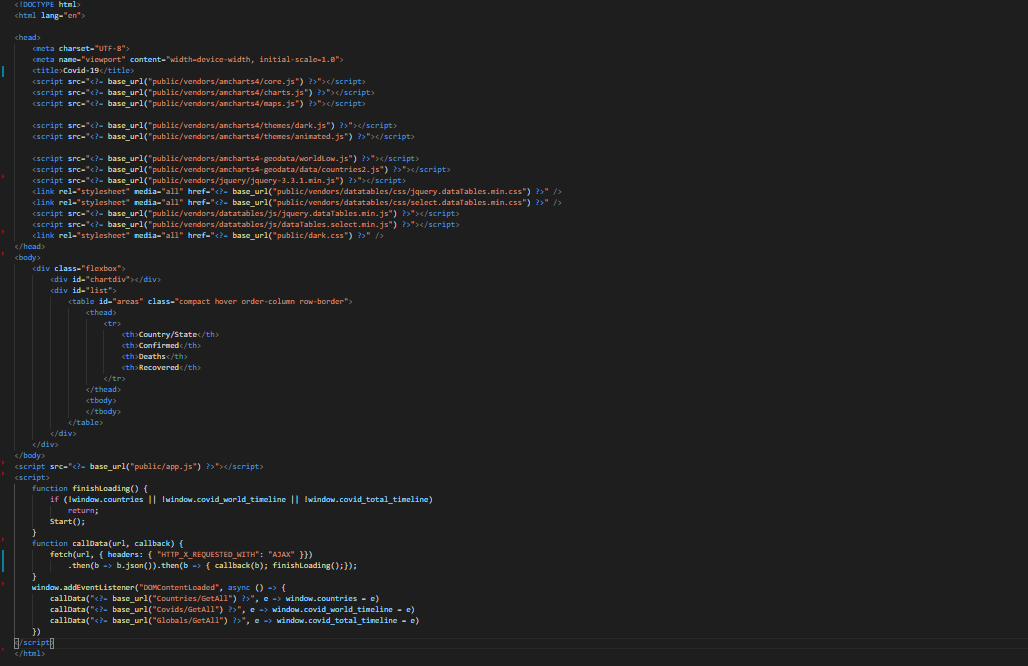 <!DOCTYPE html>
<html lang="en">
<head>
<meta charset="UTF-8">
<meta name="viewport" content="width=device-width, initial-scale=1.0">
<title>Covid-19</title>
<script src="<?= base_url("public/vendors/amcharts4/core.js") ?>"></script>
<script src="<?= base_url("public/vendors/amcharts4/charts.js") ?>"></script>
<script src="<?= base_url("public/vendors/amcharts4/maps.js") ?>"></script>
<script src="<?= base_url("public/vendors/amcharts4/themes/dark.js") ?>"></script>
<script src="<?= base_url("public/vendors/amcharts4/themes/animated.js") ?>"></script>
<script src="<?= base_url("public/vendors/amcharts4-geodata/worldLow.js") ?>"></script>
<script src="<?= base_url("public/vendors/amcharts4-geodata/data/countries2.js") ?>"></script>
<script src="<?= base_url("public/vendors/jquery/jquery-3.3.1.min.js") ?>"></script>
<link rel="stylesheet" media="all" href="<?= base_url("public/vendors/datatables/css/jquery.dataTables.min.css") ?>" />
<link rel="stylesheet" media="all" href="<?= base_url("public/vendors/datatables/css/select.dataTables.min.css") ?>" />
<script src="<?= base_url("public/vendors/datatables/js/jquery.dataTables.min.js") ?>"></script>
<script src="<?= base_url("public/vendors/datatables/js/dataTables.select.min.js") ?>"></script>
<link rel="stylesheet" media="all" href="<?= base_url("public/dark.css") ?>" />
</head>
<body>
<div class="flexbox">
<div id="chartdiv"></div>
<div id="list">
<table id="areas" class="compact hover order-column row-border">
<thead>
<tr>
<th>Country/State</th>
<th>Confirmed</th>
<th>Deaths</th>
<th>Recovered</th>
</tr>
</thead>
<tbody>
</tbody>
</table>
</div>
</div>
</body>
<script src="<?= base_url("public/app.js") ?>"></script>
<script>
function finishLoading() {
if (!window.countries || !window.covid_world_timeline || !window.covid_total_timeline)
return;
Start();
}
function callData(url, callback) {
fetch(url, { headers: { "HTTP_X_REQUESTED_WITH": "AJAX" }})
.then(b => b.json()).then(b => { callback(b); finishLoading();});
}
window.addEventListener("DOMContentLoaded", async () => {
callData("<?= base_url("Countries/GetAll") ?>", e => window.countries = e)
callData("<?= base_url("Covids/GetAll") ?>", e => window.covid_world_timeline = e)
callData("<?= base_url("Globals/GetAll") ?>", e => window.covid_total_timeline = e)
})
</script>
</html>